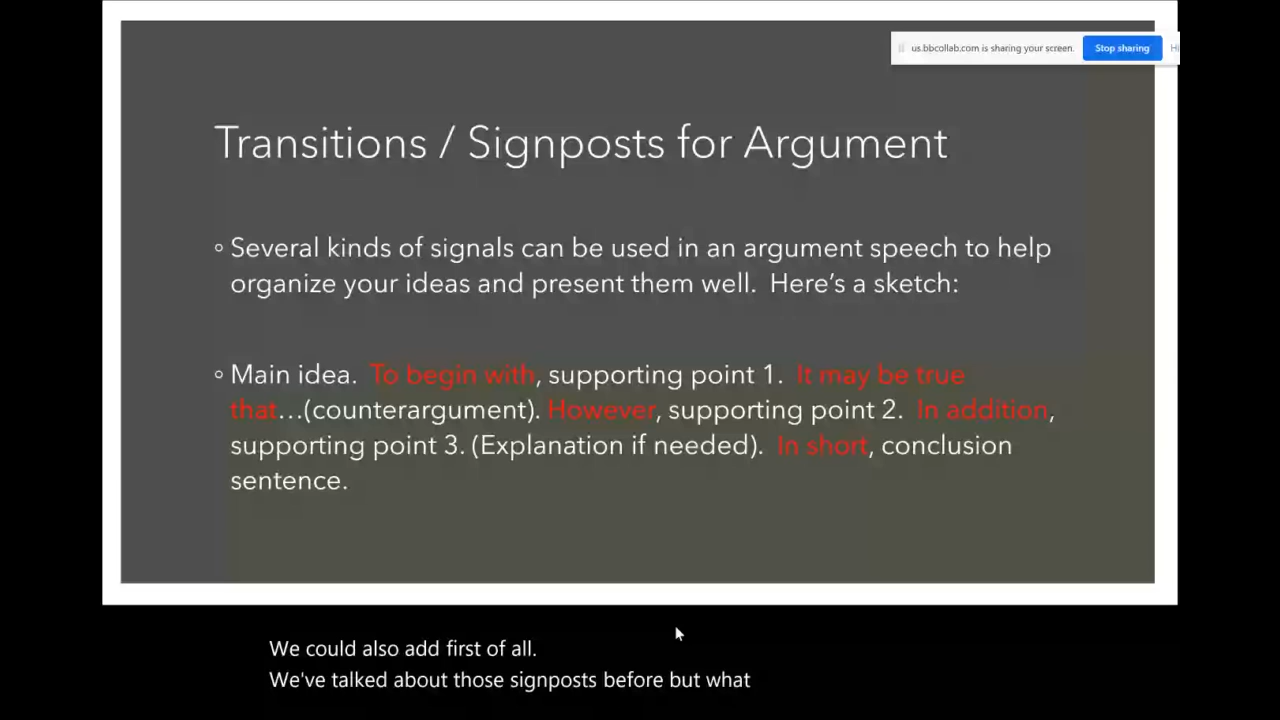 us.bbcollab.com is sharing your screen. Stop sharing Hi
Transitions / Signposts for Argument
◦ Several kinds of signals can be used in an argument speech to help
organize your ideas and present them well. Here’s a sketch:
◦ Main idea. To begin with, supporting point 1. It may be true
that…(counterargument). However, supporting point 2. In addition,
supporting point 3. (Explanation if needed). In short, conclusion
sentence.
We could also add first of all.
We've talked about those signposts before but what